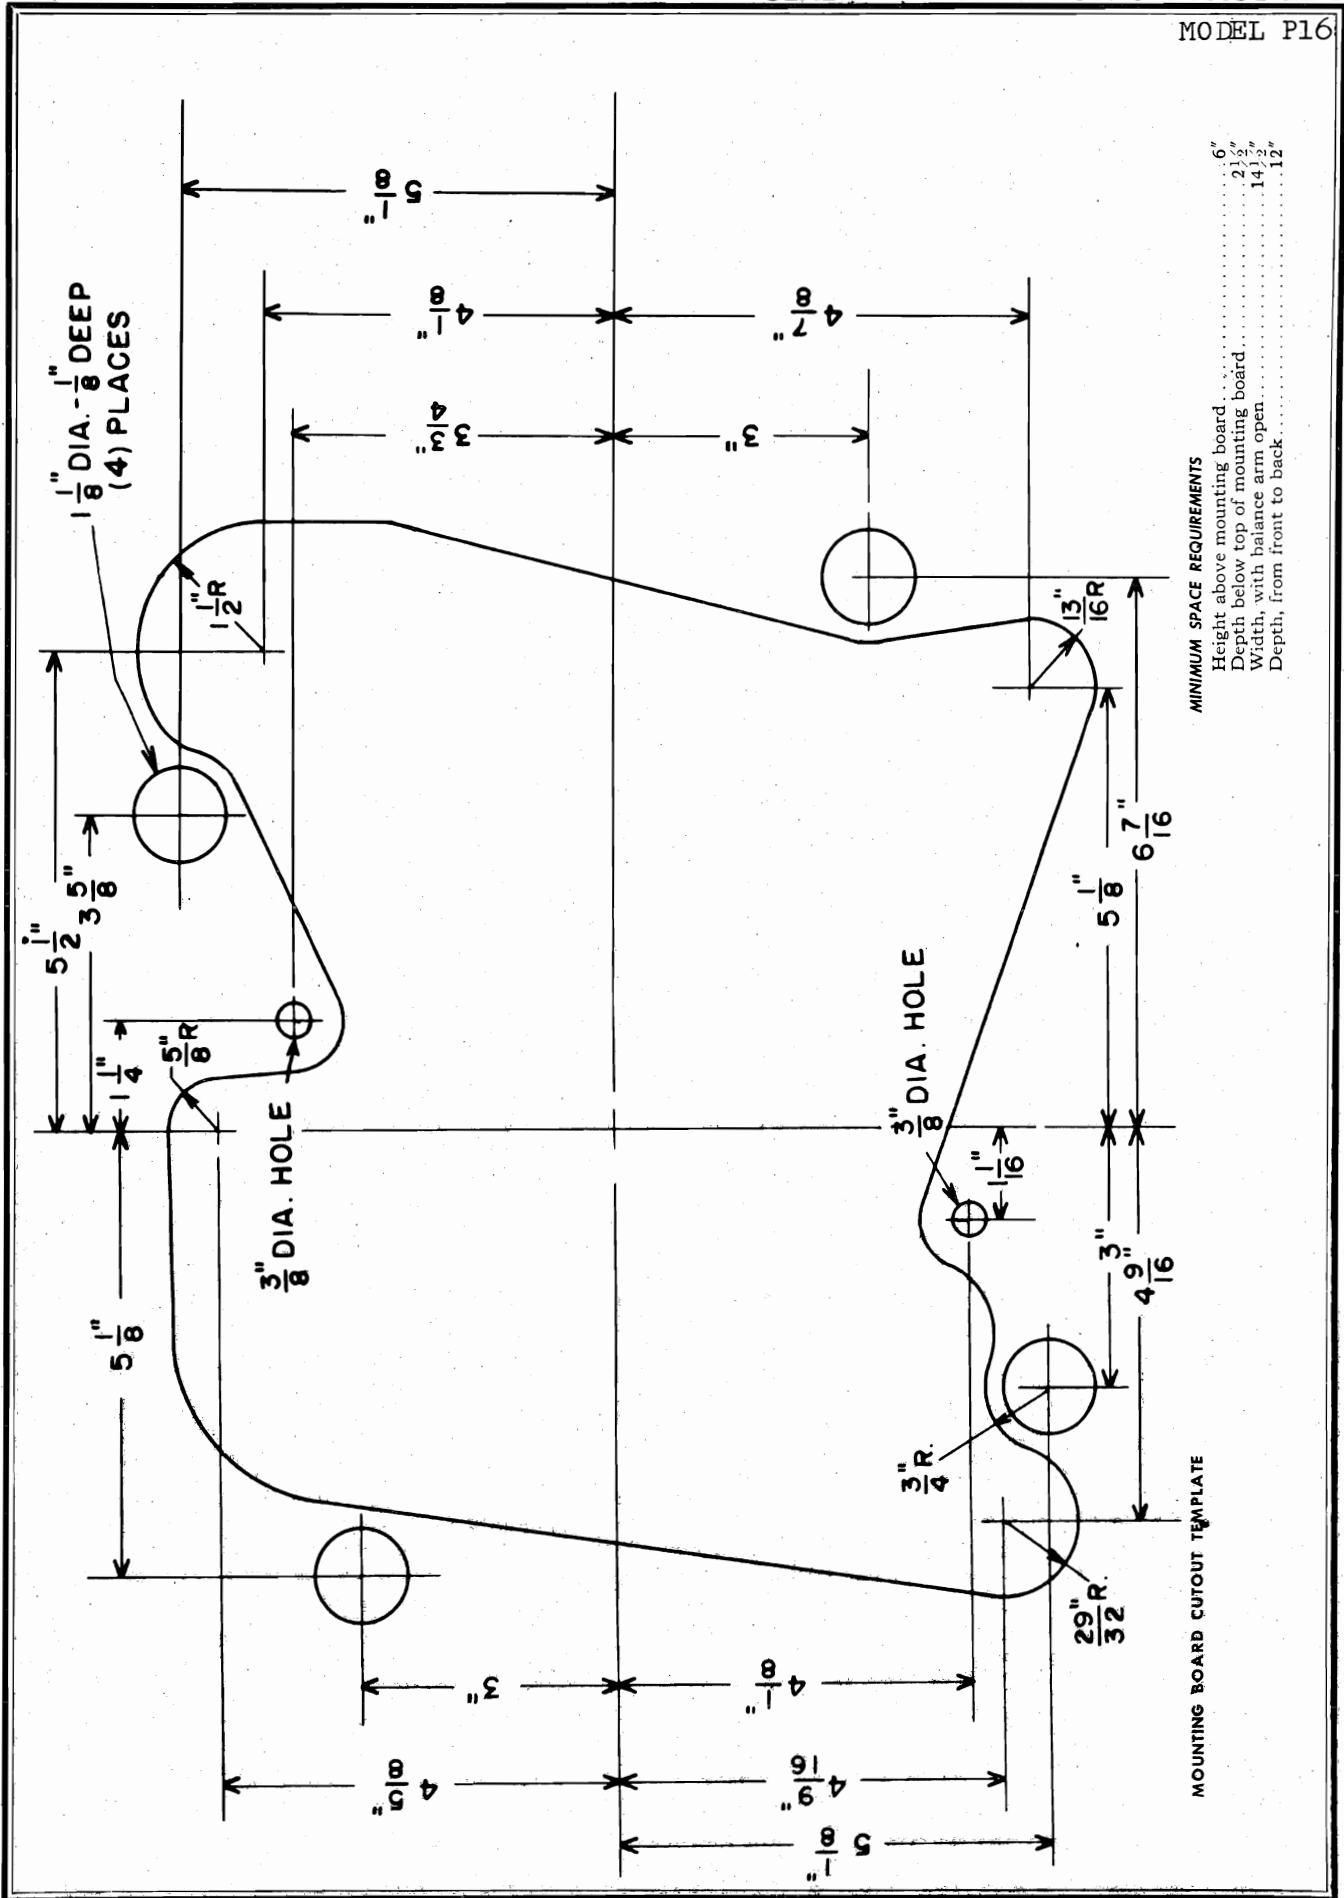 MODEL P16
1 1/8" DIA.-1/8" DEEP
(4) PLACES
5 1/8"
4 1/8"
4 7/8"
3 3/4"
3"
1 1/2"R
13/16"R
5 1/2"
3 5/8"
1 1/4"
5/8"R
3/8" DIA. HOLE
3/8" DIA. HOLE
5 1/8"
6 7/16"
5 1/8"
1 1/16"
3"
4 9/16"
3/4"R.
29/32"R.
3"
4 1/8"
4 5/8"
4 9/16"
5 1/8"
MINIMUM SPACE REQUIREMENTS
Height above mounting board..............................6"
Depth below top of mounting board....................2 1/2"
Width, with balance arm open...........................14 1/2"
Depth, from front to back..................................12"
MOUNTING BOARD CUTOUT TEMPLATE